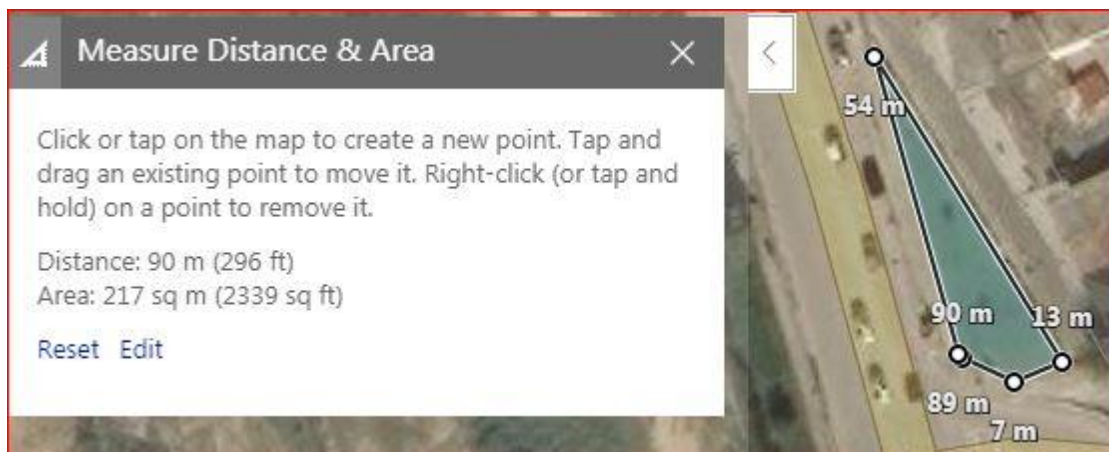 Measure Distance & Area
Click or tap on the map to create a new point. Tap and
drag an existing point to move it. Right-click (or tap and
hold) on a point to remove it.
Distance: 90 m (296 ft)
Area: 217 sq m (2339 sq ft)
Reset Edit
54 m
90 m
13 m
89 m
7 m